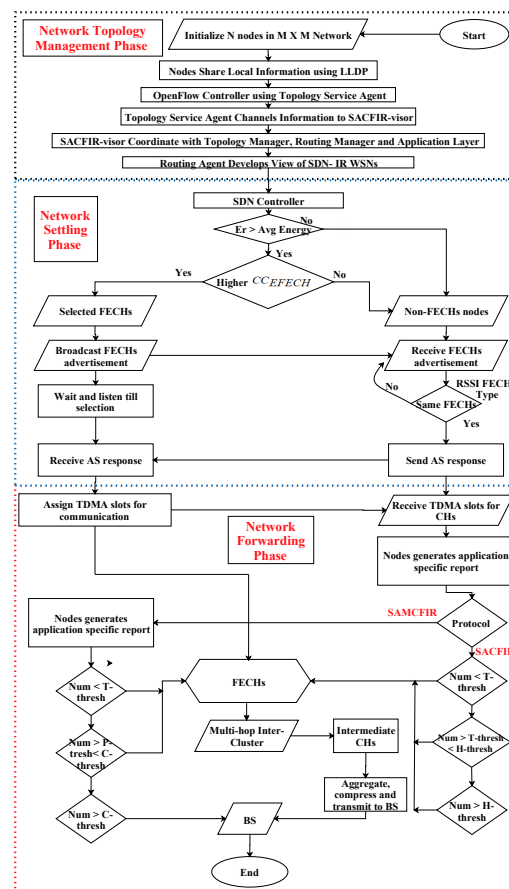 Network Topology
Management Phase
Initialize N nodes in M X M Network
Start
Nodes Share Local Information using LLDP
OpenFlow Controller using Topology Service Agent
Topology Service Agent Channels Information to SACFIR-visor
SACFIR-visor Coordinate with Topology Manager, Routing Manager and Application Layer
Routing Agent Develops View of SDN- IR WSNs
Network
Settling
Phase
SDN Controller
Er > Avg Energy
No
Yes
Yes
Higher CC EFECH
No
Selected FECHs
Non-FECHs nodes
Broadcast FECHs
advertisement
Receive FECHs
advertisement
Wait and listen till
selection
No
RSSI FECH
Type
Same FECHs
Yes
Receive AS response
Send AS response
Assign TDMA slots for
communication
Network
Forwarding
Phase
Receive TDMA slots for
CHs
Nodes generates application
specific report
Nodes generates
application specific report
SAMCFIR
Protocol
SACFIR
Num < T-
thresh
FECHs
Num < T-
thresh
Num > P-
tresh< C-
thresh
Multi-hop Inter-
Cluster
Intermediate
CHs
Num > T-thresh
< H-thresh
Aggregate,
compress and
transmit to BS
Num > C-
thresh
BS
Num > H-
thresh
End